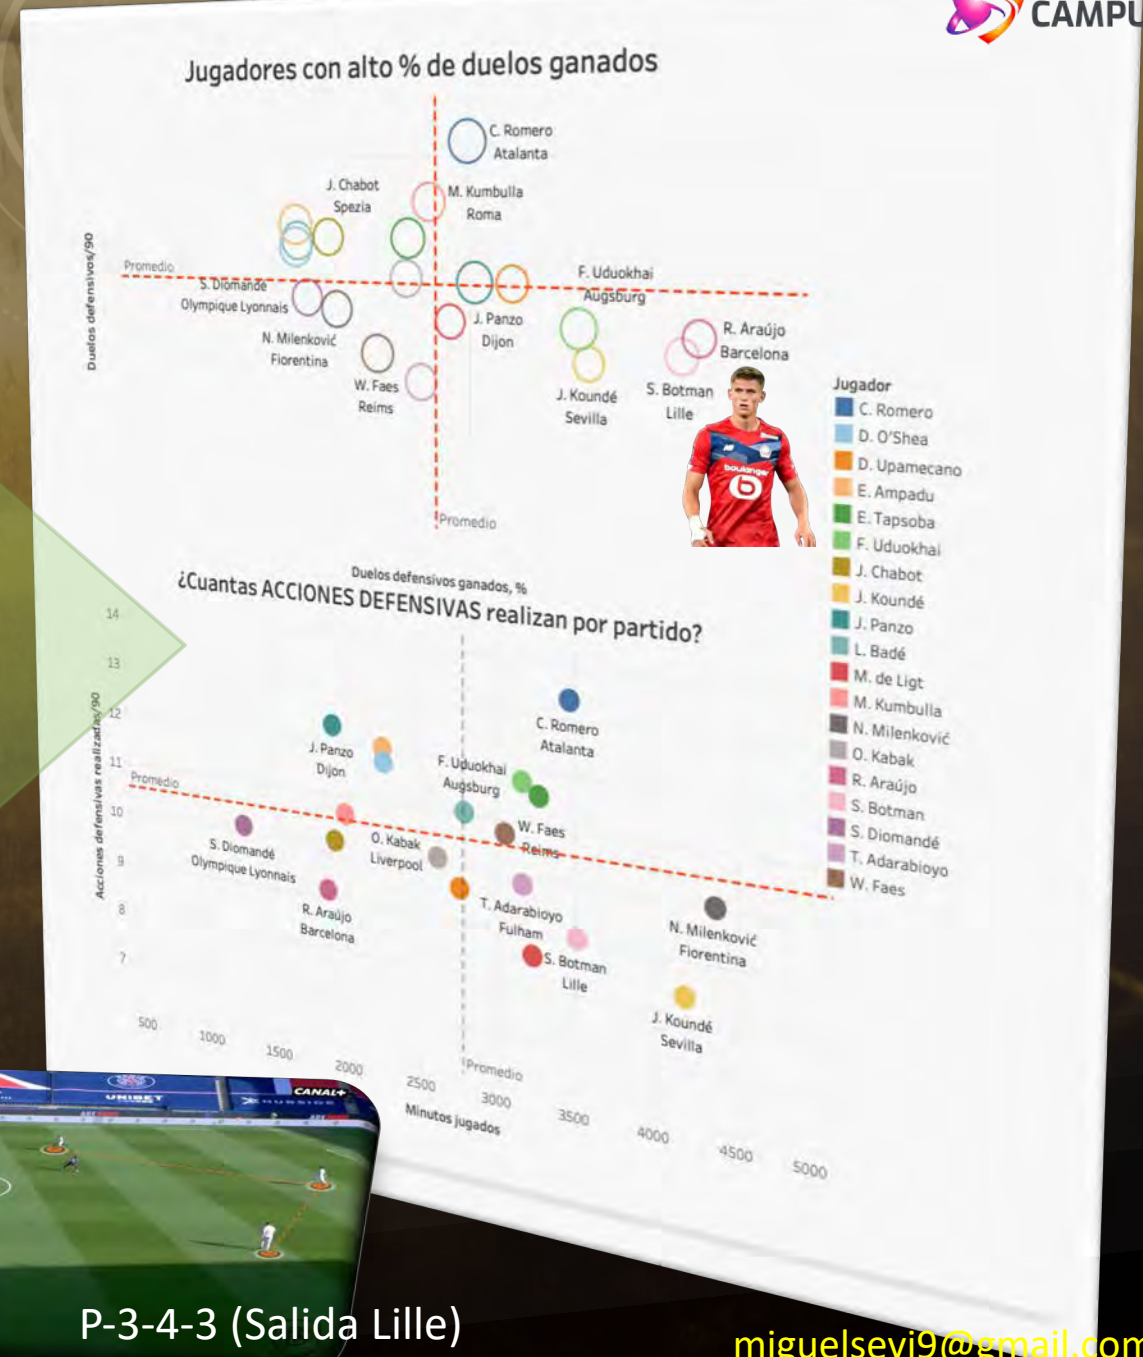 CAMPU
Jugadores con alto % de duelos ganados
C. Romero
Atalanta
J. Chabot
Spezia
M. Kumbulla
Roma
Duelos defensivos/90
Promedio
F. Uduokhai
Augsburg
S. Diomande
Olympique Lyonnais
J. Panzo
Dijon
R. Araújo
Barcelona
N. Milenković
Fiorentina
W. Faes
Reims
J. Koundé
Sevilla
S. Botman
Lille
boulanger
Promedio
Duelos defensivos ganados, %
Jugador
C. Romero
D. O'Shea
D. Upamecano
E. Ampadu
E. Tapsoba
F. Uduokhai
J. Chabot
J. Koundé
J. Panzo
L. Badé
M. de Ligt
M. Kumbulla
N. Milenković
O. Kabak
R. Araújo
S. Botman
S. Diomandé
T. Adarabioyo
W. Faes
¿Cuantas ACCIONES DEFENSIVAS realizan por partido?
Acciones defensivas realizadas/90
14
13
12
11
10
9
8
7
C. Romero
Atalanta
J. Panzo
Dijon
F. Uduokhai
Augsburg
Promedio
W. Faes
Reims
S. Diomandé
Olympique Lyonnais
O. Kabak
Liverpool
R. Araújo
Barcelona
T. Adarabioyo
Fulham
N. Milenković
Fiorentina
S. Botman
Lille
J. Koundé
Sevilla
Promedio
500
1000
1500
2000
2500
3000
3500
4000
4500
5000
Minutos jugados
UNIBET
CANAL+
P-3-4-3 (Salida Lille)
miguelsevi9@gmail.com